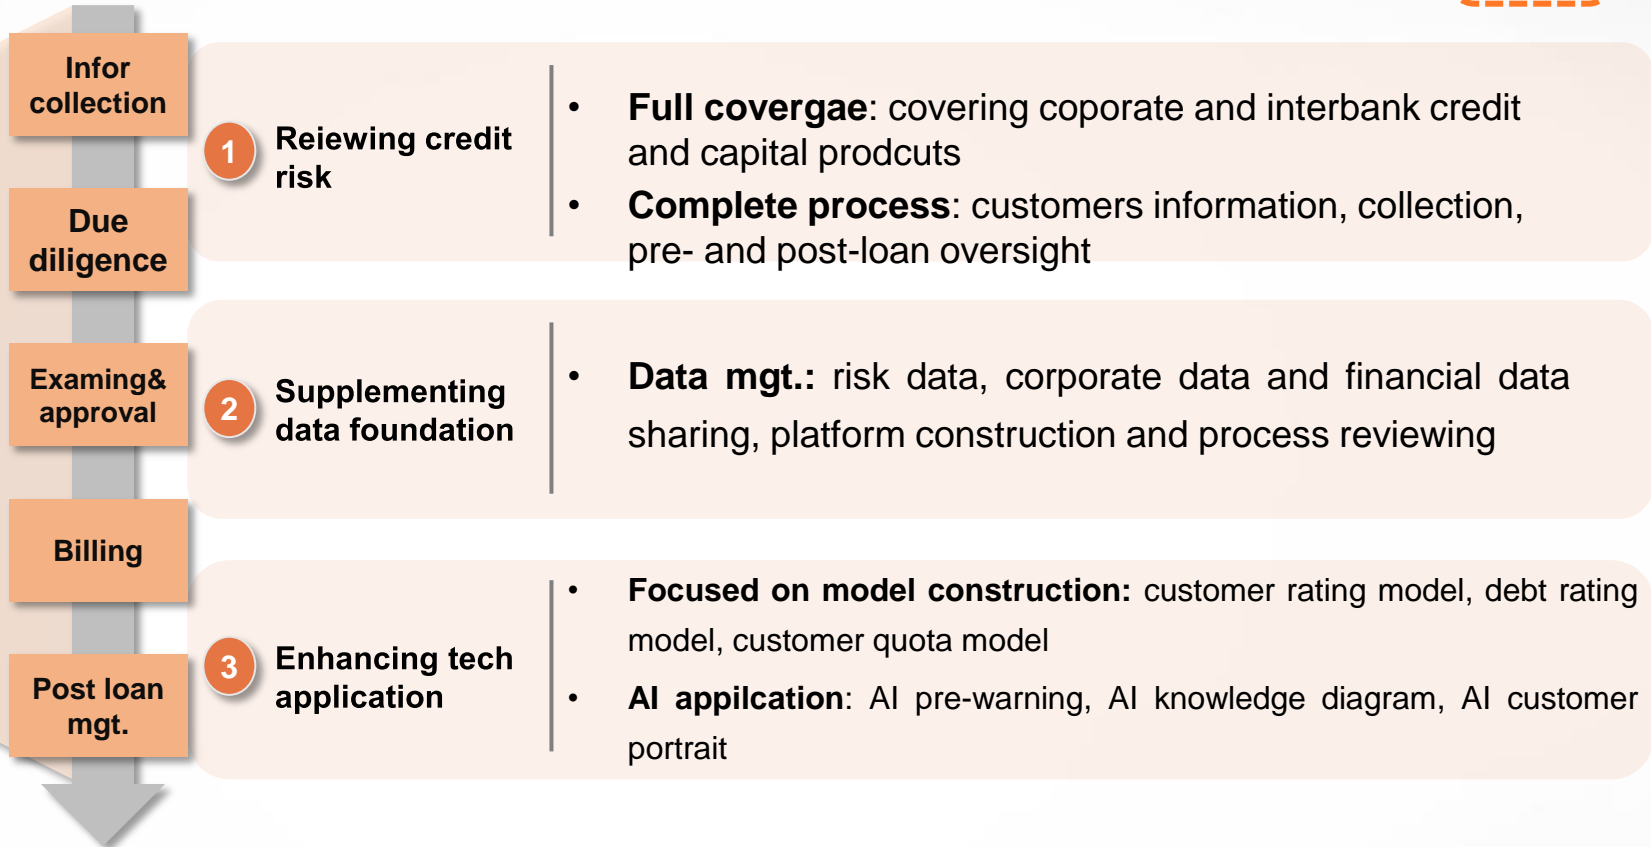 Infor
collection
Due
diligence
Examing&
approval
Billing
Post loan
mgt.
1
Reiewing credit
risk
• Full covergae: covering coporate and interbank credit
and capital prodcuts
• Complete process: customers information, collection,
pre- and post-loan oversight
2
Supplementing
data foundation
• Data mgt.: risk data, corporate data and financial data
sharing, platform construction and process reviewing
3
Enhancing tech
application
• Focused on model construction: customer rating model, debt rating
model, customer quota model
• AI appilcation: AI pre-warning, AI knowledge diagram, AI customer
portrait